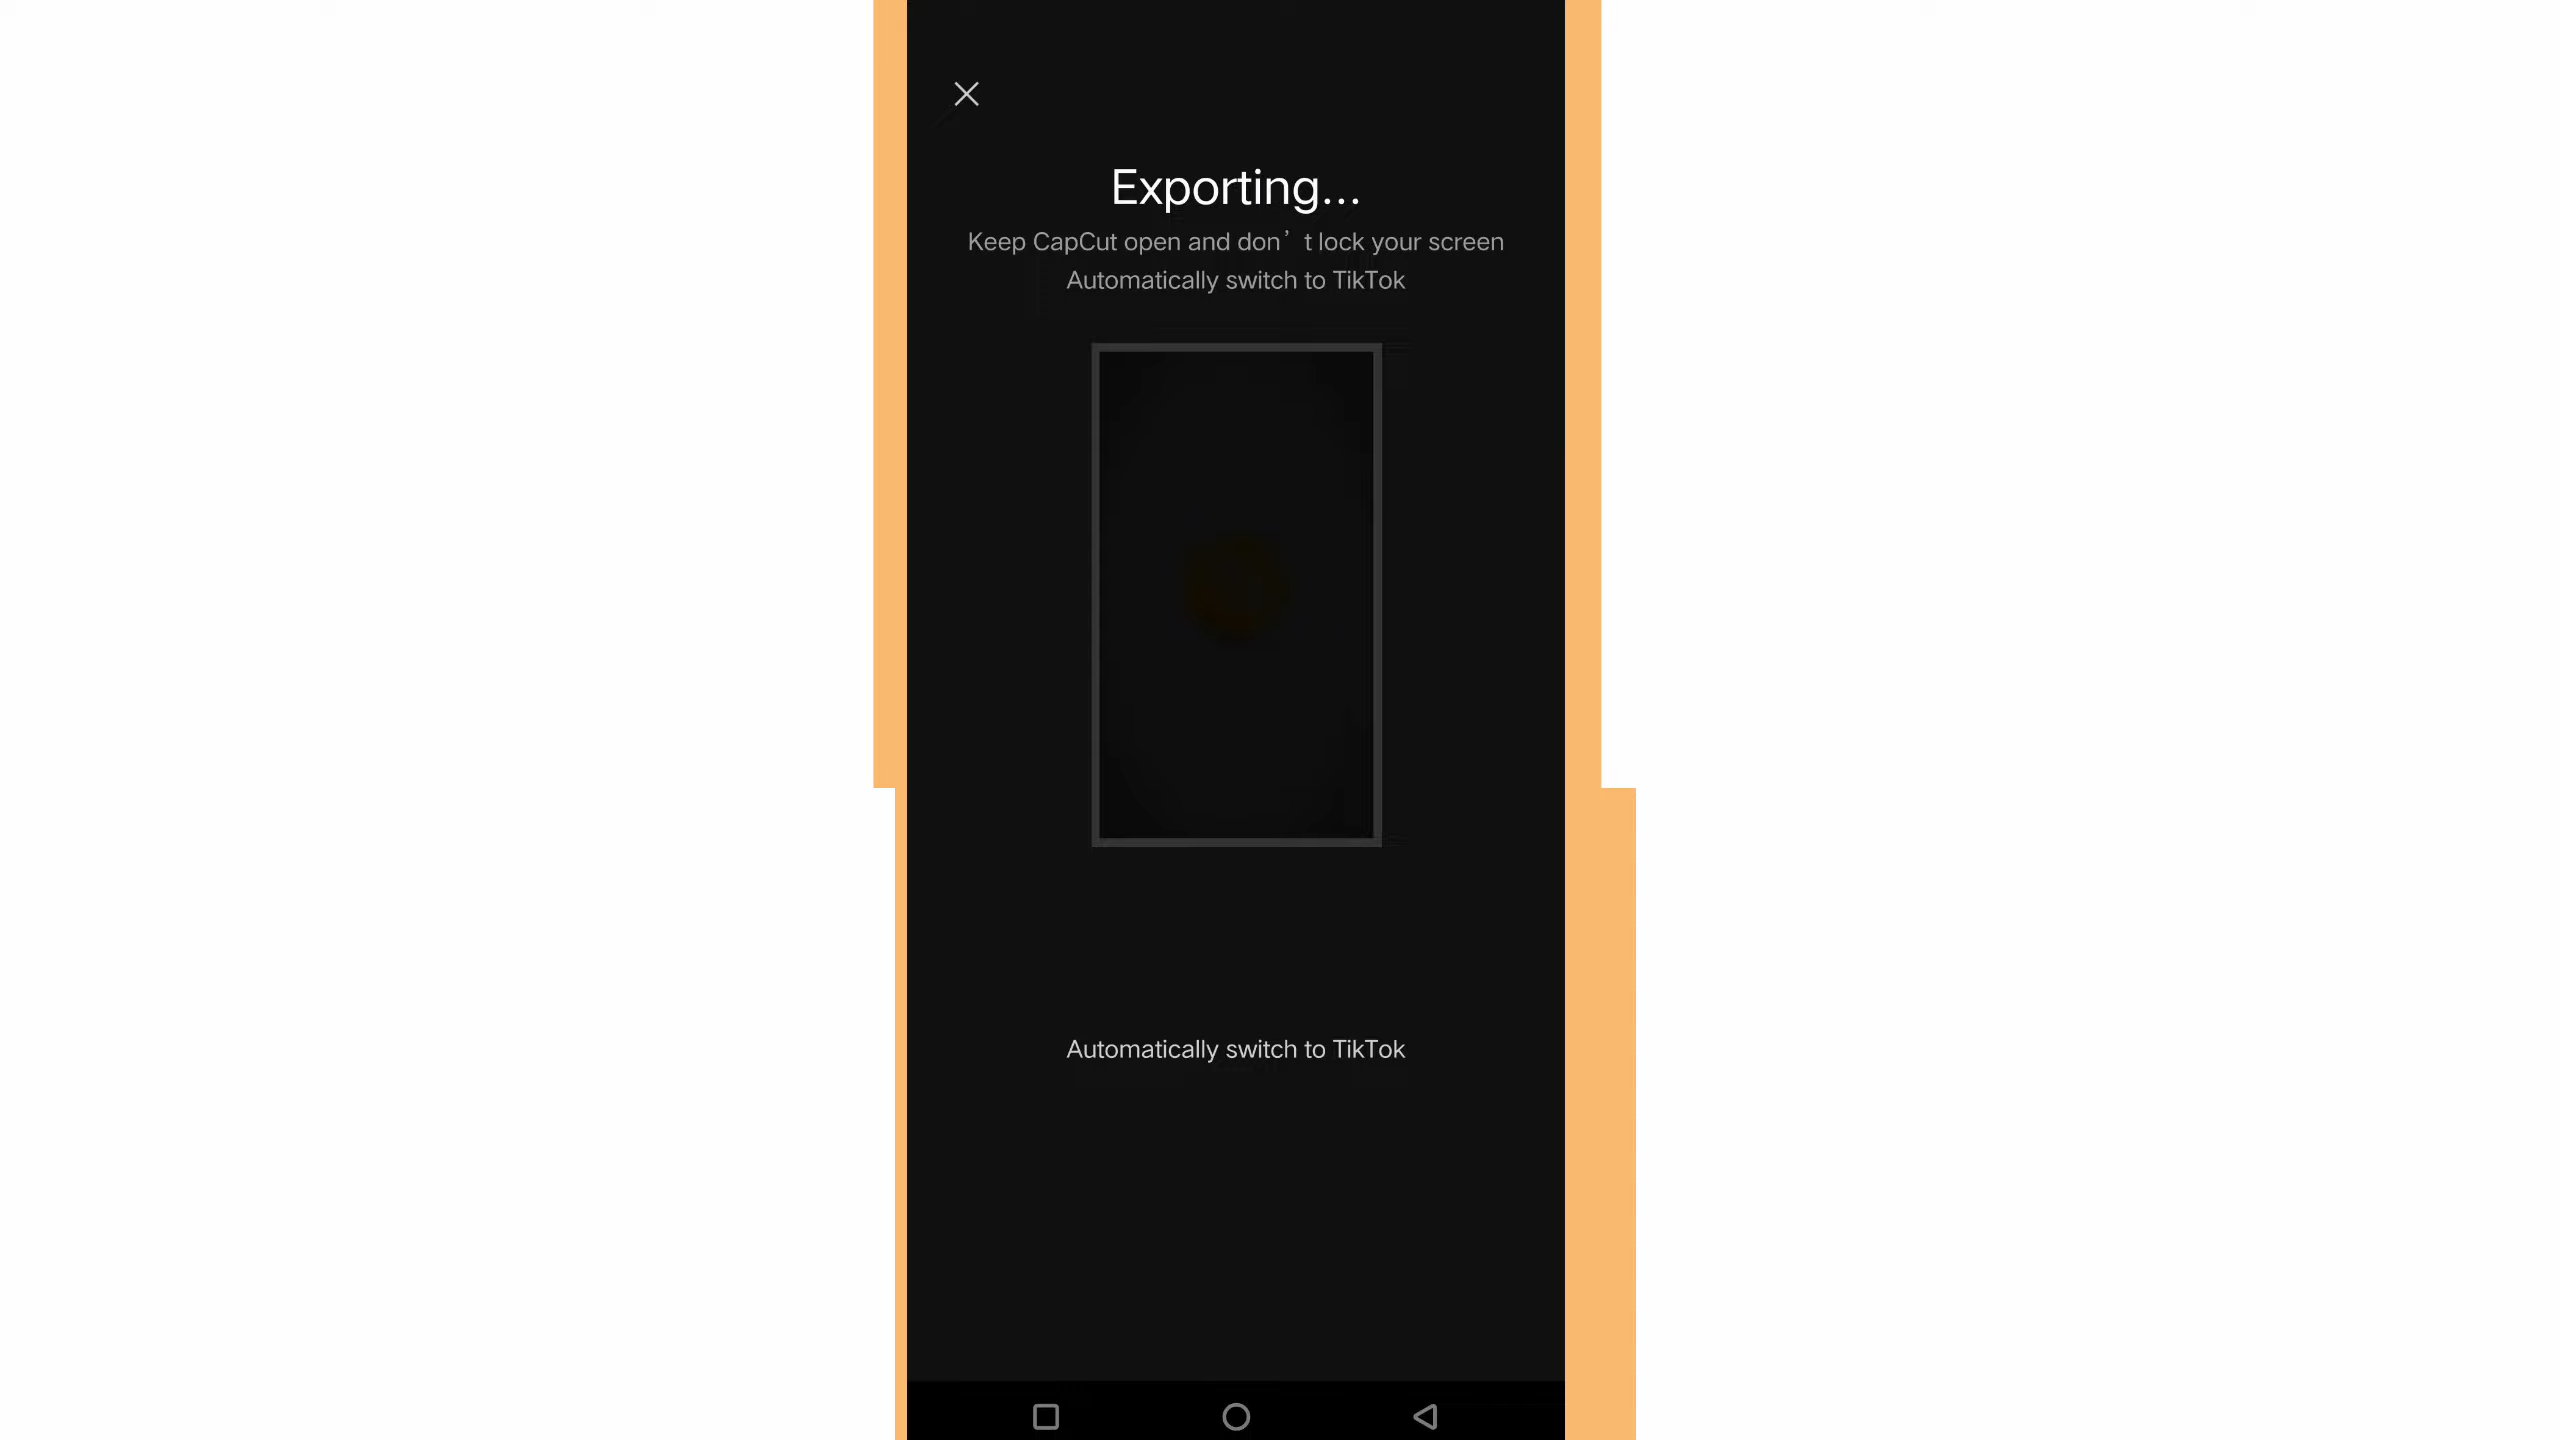 Exporting...
Keep CapCut open and don’t lock your screen
Automatically switch to TikTok
Automatically switch to TikTok